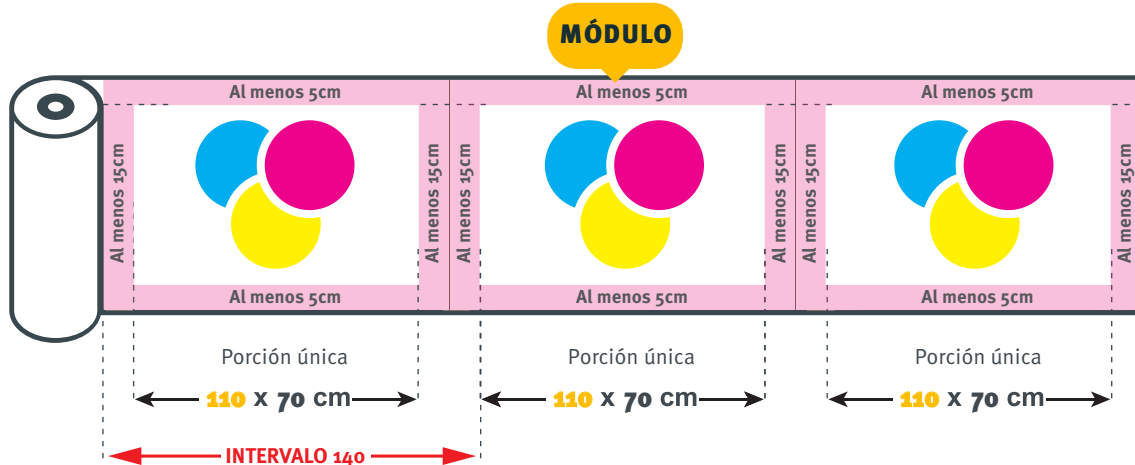 MÓDULO
Al menos 5cm
Al menos 5cm
Al menos 5cm
Al menos 15cm
Al menos 15cm
Al menos 15cm
Al menos 15cm
Al menos 15cm
Al menos 15cm
Al menos 5cm
Al menos 5cm
Al menos 5cm
Porción única
Porción única
Porción única
110 x 70 cm
110 x 70 cm
110 x 70 cm
INTERVALO 140